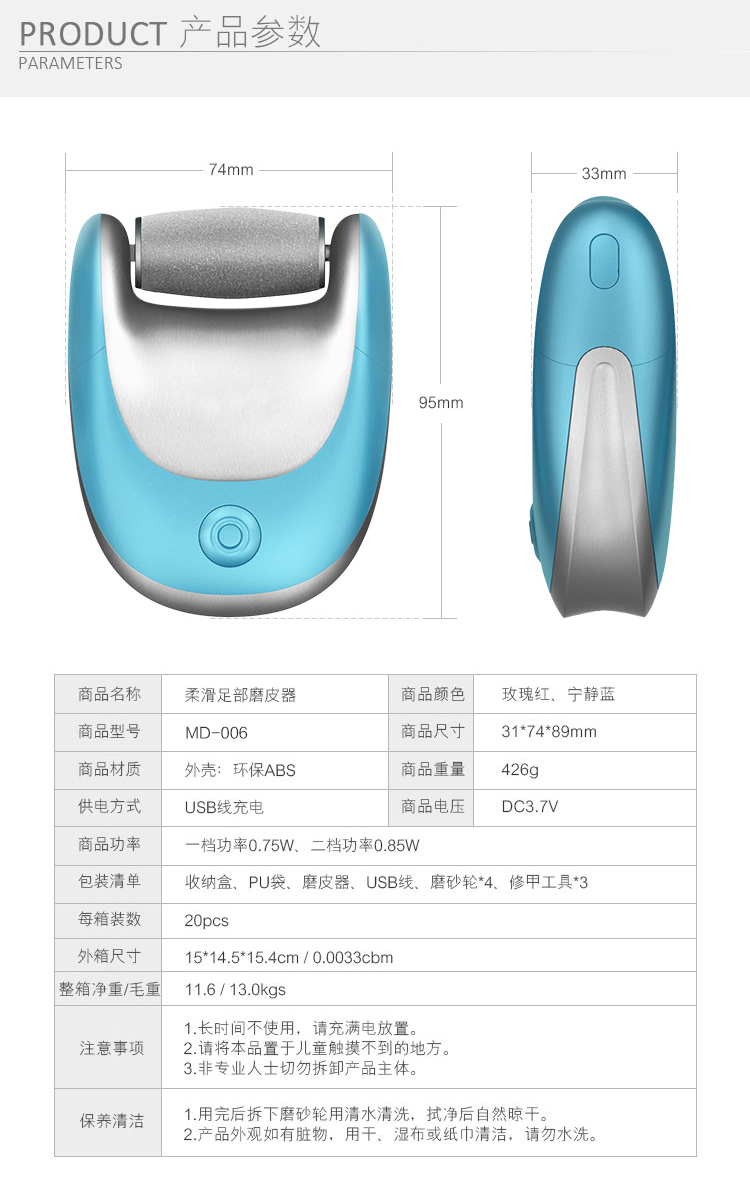 PRODUCT 产品参数
PARAMETERS
74mm
33mm
95mm
商品名称 柔滑足部磨皮器 商品颜色 玫瑰红、宁静蓝
商品型号 MD-006 商品尺寸 31*74*89mm
商品材质 外壳：环保ABS 商品重量 426g
供电方式 USB线充电 商品电压 DC3.7V
商品功率 一档功率0.75W、二档功率0.85W
包装清单 收纳盒、PU袋、磨皮器、USB线、磨砂轮*4、修甲工具*3
每箱装数 20pcs
外箱尺寸 15*14.5*15.4cm / 0.0033cbm
整箱净重/毛重 11.6 / 13.0kgs
注意事项
1.长时间不使用，请充满电放置。
2.请将本品置于儿童触摸不到的地方。
3.非专业人士切勿拆卸产品主体。
保养清洁
1.用完后拆下磨砂轮用清水清洗，拭净后自然晾干。
2.产品外观如有脏物，用干、湿布或纸巾清洁，请勿水洗。